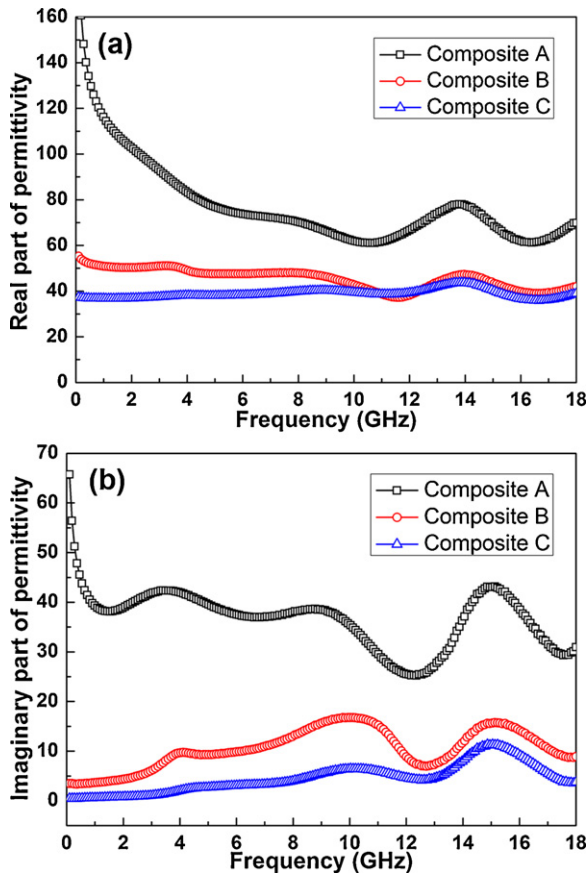 (a)
Composite A
Composite B
Composite C
Real part of permittivity
160
140
120
100
80
60
40
20
0
0 2 4 6 8 10 12 14 16 18
Frequency (GHz)
(b)
Composite A
Composite B
Composite C
Imaginary part of permittivity
70
60
50
40
30
20
10
0
0 2 4 6 8 10 12 14 16 18
Frequency (GHz)